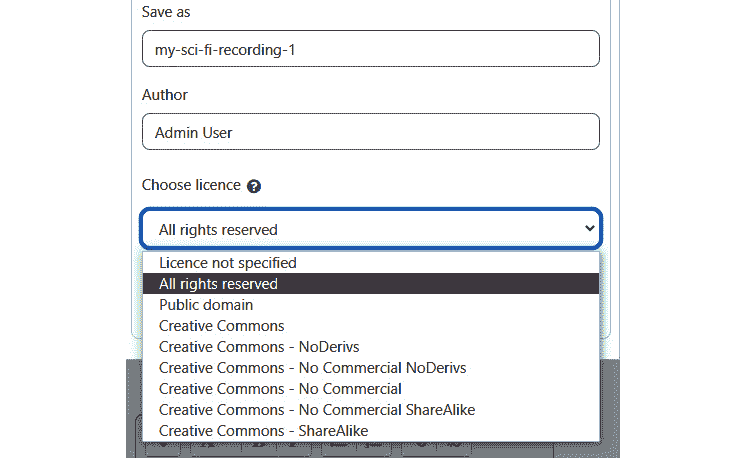 Save as
my-sci-fi-recording-1
Author
Admin User
Choose licence ?
All rights reserved
Licence not specified
All rights reserved
Public domain
Creative Commons
Creative Commons - NoDerivs
Creative Commons - No Commercial NoDerivs
Creative Commons - No Commercial
Creative Commons - No Commercial ShareAlike
Creative Commons - ShareAlike